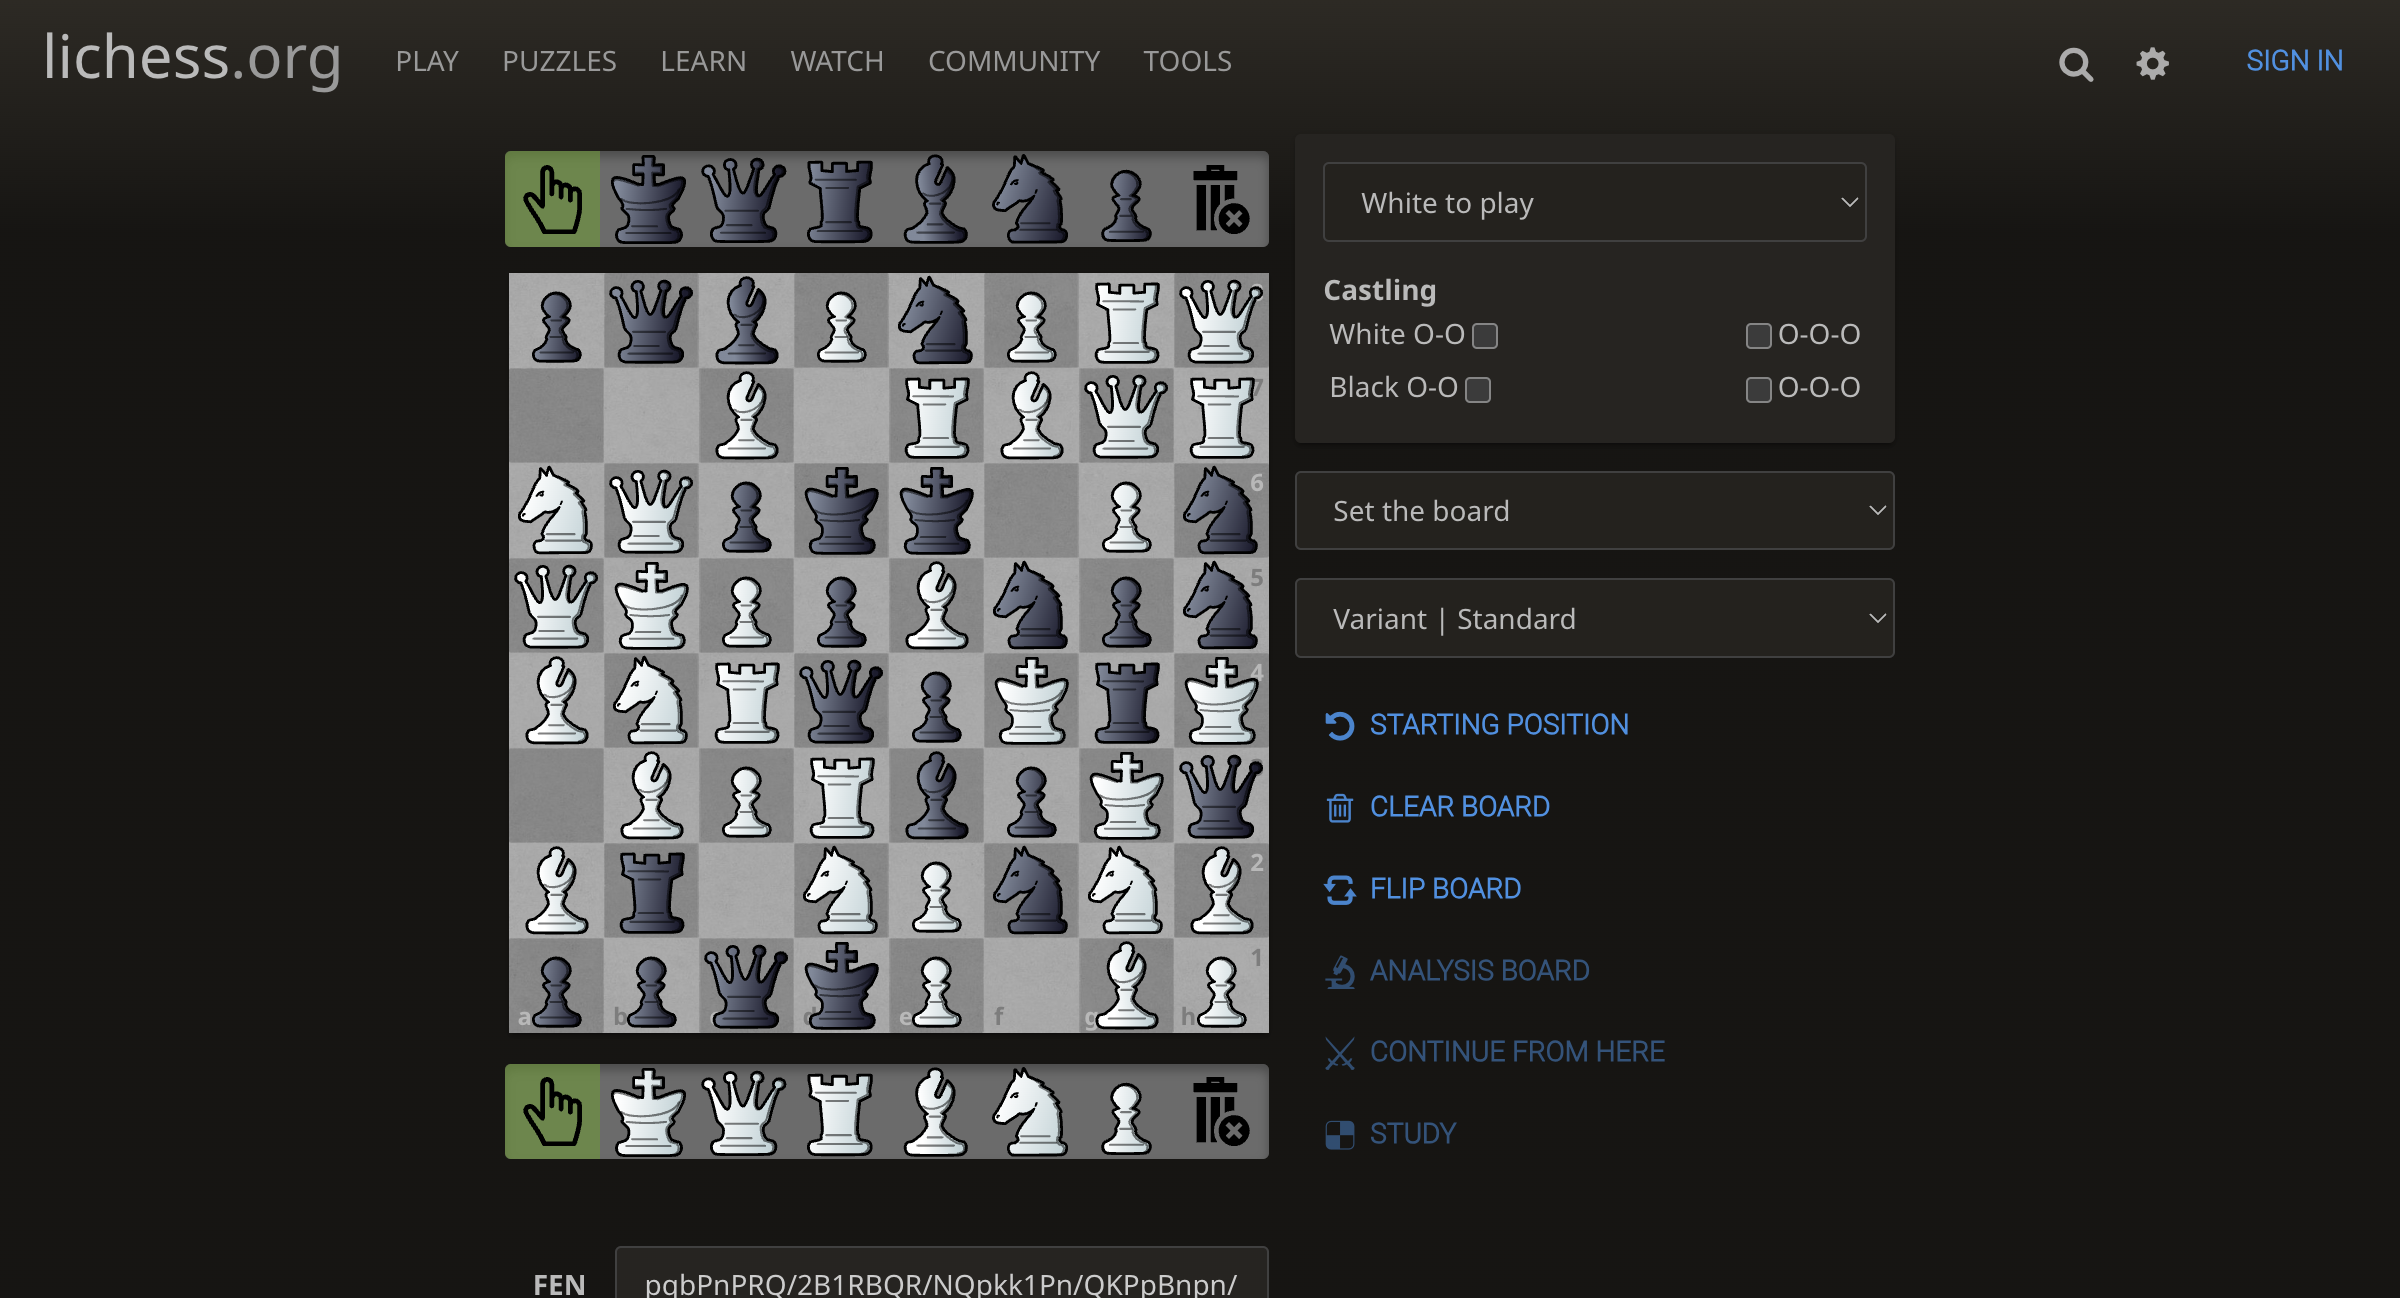 lichess.org PLAY PUZZLES LEARN WATCH COMMUNITY TOOLS SIGN IN
White to play
Castling
White O-O O-O-O
Black O-O O-O-O
Set the board
Variant | Standard
STARTING POSITION
CLEAR BOARD
FLIP BOARD
ANALYSIS BOARD
CONTINUE FROM HERE
STUDY
7
6
5
4
2
1
a b d e f g h
FEN pqbPnPRQ/2B1RBQR/NQpkk1Pn/QKPpBnpn/